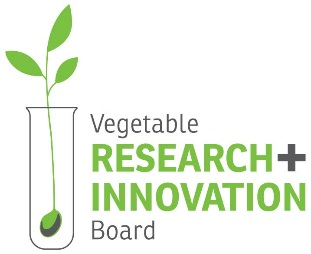 Vegetable
RESEARCH+
INNOVATION
Board